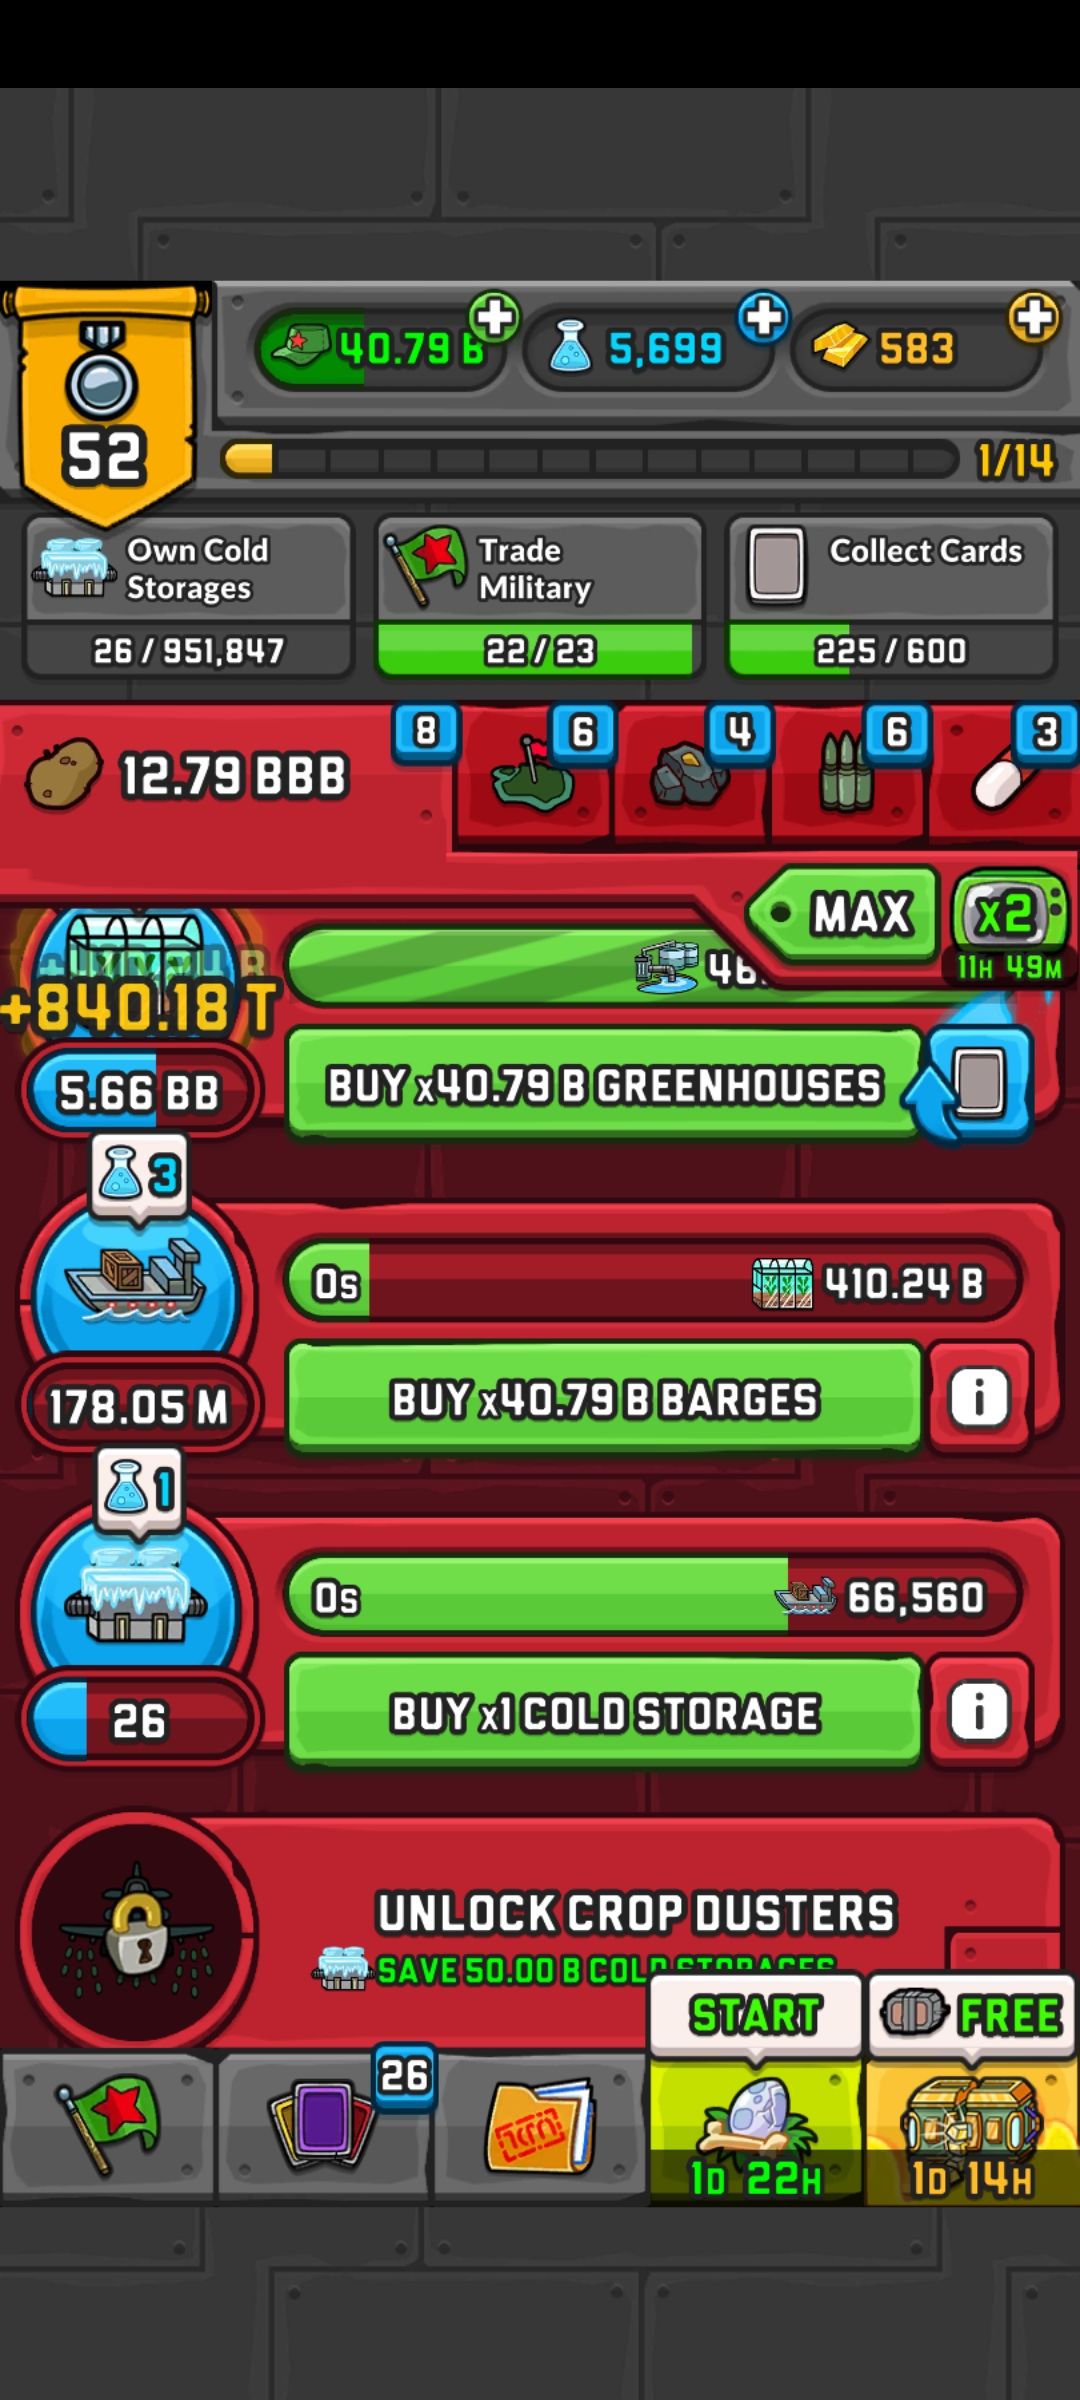 40.79 B
5,699
583
52
1/14
Own Cold
Storages
26 / 951,847
Trade
Military
22 / 23
Collect Cards
225 / 600
12.79 BBB
8
6
4
6
3
MAX
x2
11H 49M
46.
+840.18 T
5.66 BB
BUY x40.79 B GREENHOUSES
3
0s
410.24 B
178.05 M
BUY x40.79 B BARGES
i
1
0s
66,560
26
BUY x1 COLD STORAGE
i
UNLOCK CROP DUSTERS
SAVE 50.00 B COLD STORAGES
START
FREE
26
1D 22H
1D 14H